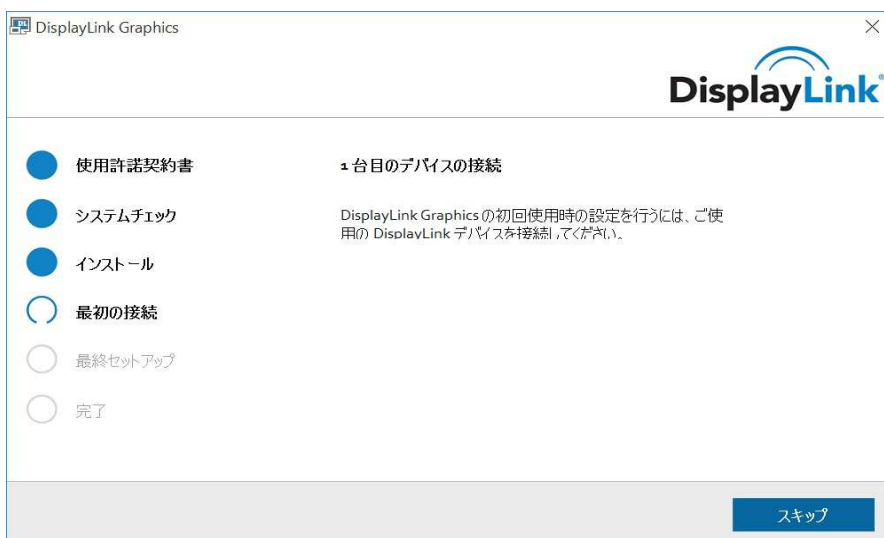 DisplayLink Graphics
DisplayLink
使用許諾契約書
1 台目のデバイスの接続
システムチェック
DisplayLink Graphics の初回使用時の設定を行うには、ご使
用の DisplayLink デバイスを接続してください。
インストール
最初の接続
最終セットアップ
完了
スキップ